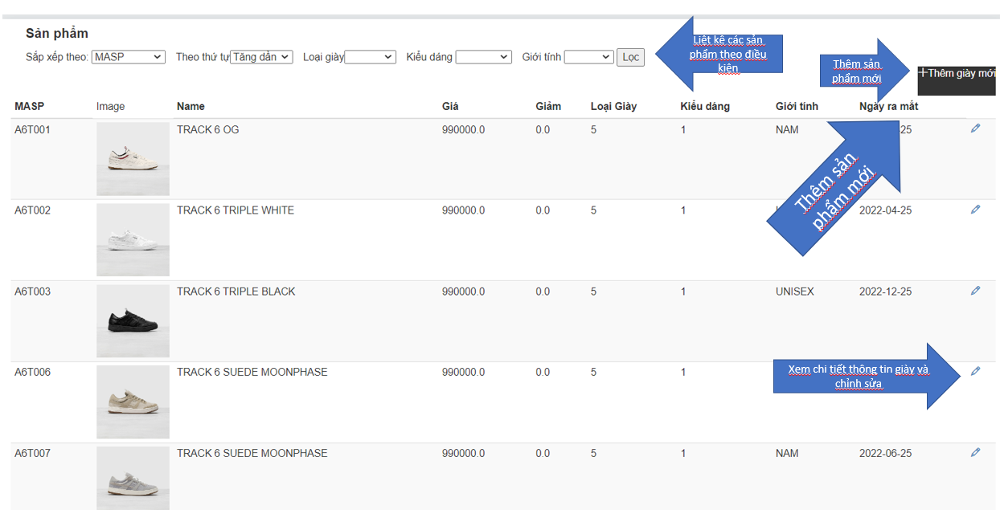 Sản phẩm
Sắp xếp theo: MASP Theo thứ tự Tăng dần Loại giày Kiểu dáng Giới tính Lọc
Liệt kê các sản
phẩm theo điều
kiện
Thêm sản
phẩm mới
+Thêm giày mới
MASP Image Name Giá Giảm Loại Giày Kiểu dáng Giới tính Ngày ra mắt
A6T001 TRACK 6 OG 990000.0 0.0 5 1 NAM 25
Thêm sản
phẩm mới
A6T002 TRACK 6 TRIPLE WHITE 990000.0 0.0 5 1 2022-04-25
A6T003 TRACK 6 TRIPLE BLACK 990000.0 0.0 5 1 UNISEX 2022-12-25
A6T006 TRACK 6 SUEDE MOONPHASE 990000.0 0.0 5 1
Xem chi tiết thông tin giày và
chỉnh sửa
A6T007 TRACK 6 SUEDE MOONPHASE 990000.0 0.0 5 1 NAM 2022-06-25